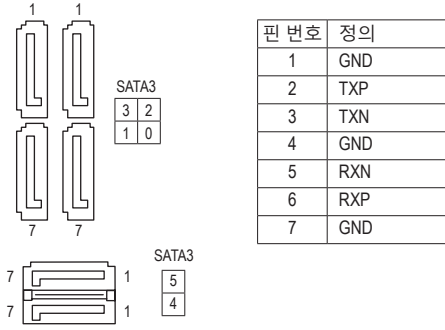 1 1
SATA3
3 2
1 0
7 7
SATA3
7 1
5
7 1
4
핀 번호 정의
1 GND
2 TXP
3 TXN
4 GND
5 RXN
6 RXP
7 GND